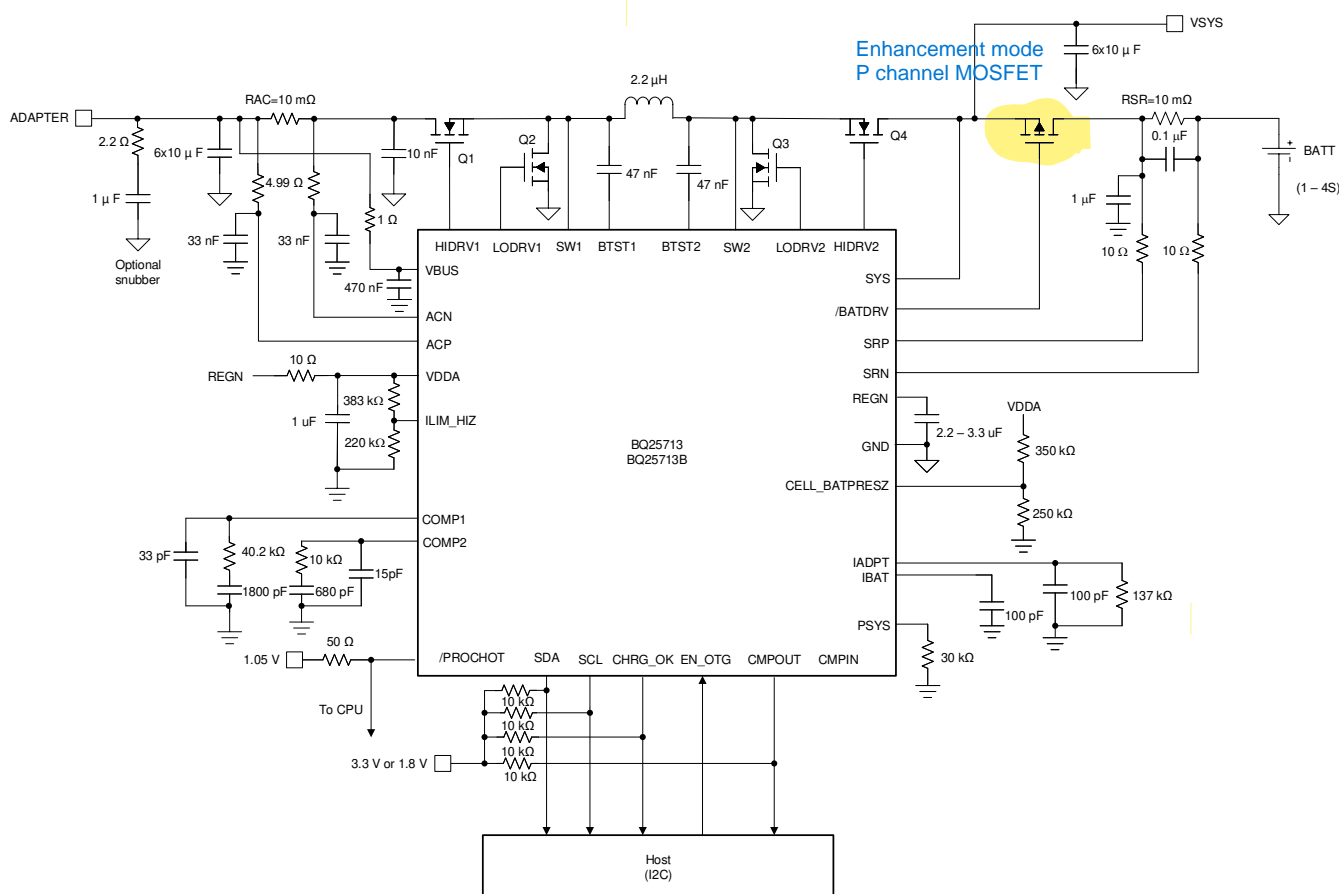 VSYS
Enhancement mode
P channel MOSFET
6x10 µ F
2.2 µH
ADAPTER
RAC=10 mΩ
RSR=10 mΩ
2.2 Ω
6x10 µ F
10 nF
Q1
Q2
Q3
Q4
0.1 µF
BATT
+
-
(1 – 4S)
4.99 Ω
47 nF
47 nF
1 µ F
1 Ω
1 µF
33 nF
33 nF
10 Ω
10 Ω
Optional
snubber
HIDRV1
LODRV1
SW1
BTST1
BTST2
SW2
LODRV2
HIDRV2
VBUS
470 nF
SYS
ACN
/BATDRV
ACP
SRP
10 Ω
REGN
VDDA
SRN
383 kΩ
REGN
VDDA
1 uF
ILIM_HIZ
2.2 – 3.3 uF
220 kΩ
BQ25713
BQ25713B
GND
350 kΩ
CELL_BATPRESZ
250 kΩ
COMP1
COMP2
33 pF
40.2 kΩ
10 kΩ
15pF
1800 pF
680 pF
IADPT
IBAT
100 pF
100 pF
137 kΩ
PSYS
50 Ω
1.05 V
/PROCHOT
SDA
SCL
CHRG_OK
EN_OTG
CMPOUT
CMPIN
30 kΩ
To CPU
10 kΩ
10 kΩ
10 kΩ
10 kΩ
3.3 V or 1.8 V
Host
(I2C)